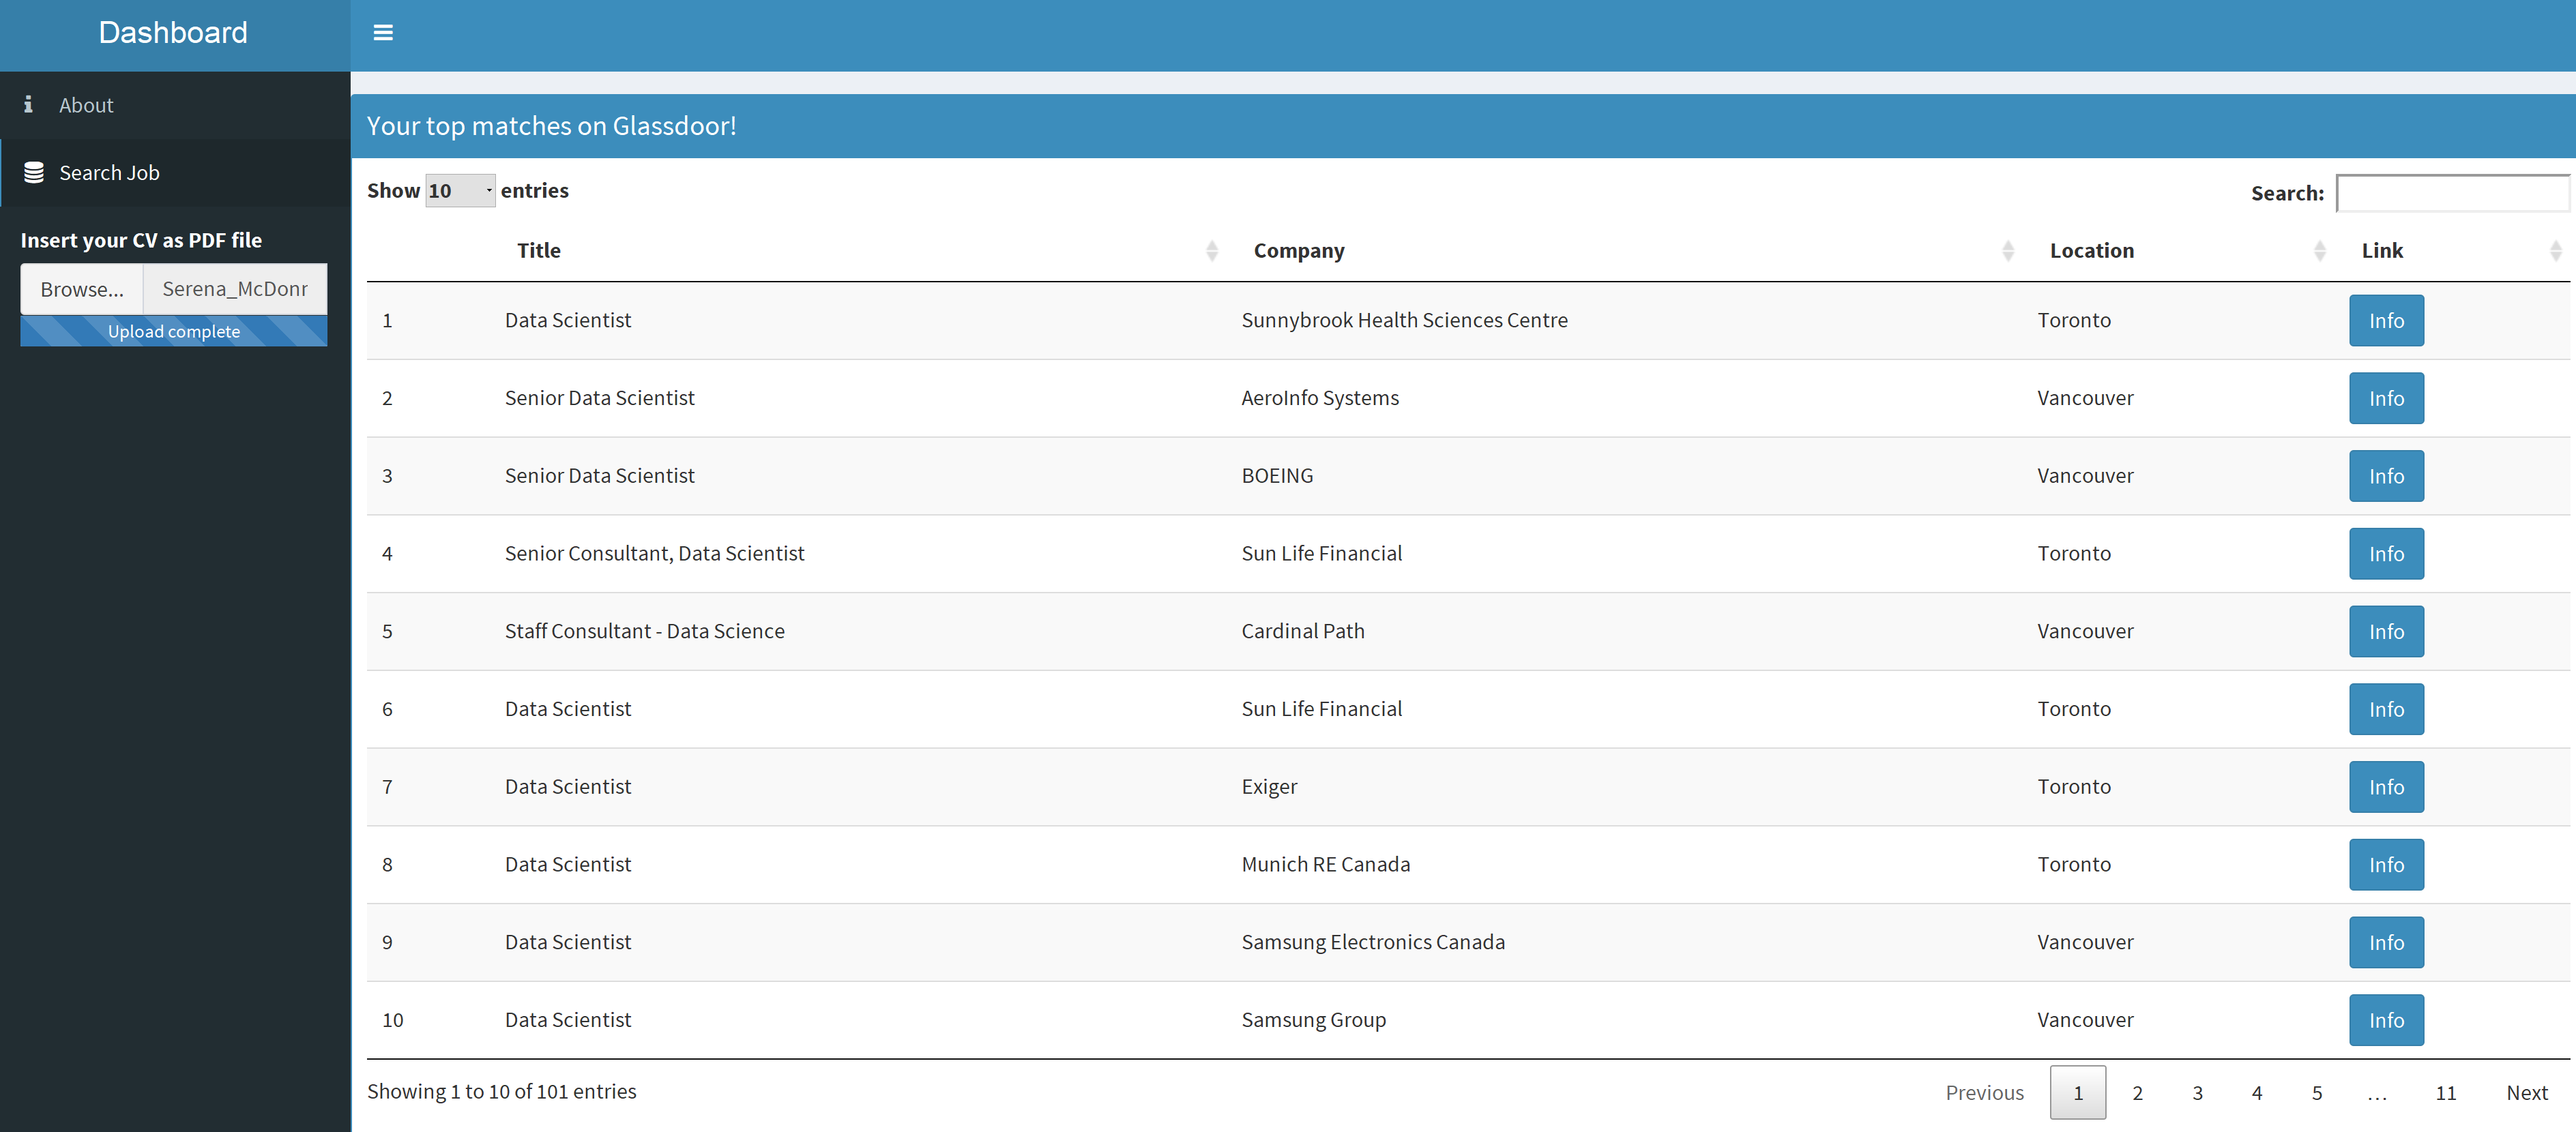 Dashboard
About
Search Job
Insert your CV as PDF file
Browse... Serena_McDonr
Upload complete
Your top matches on Glassdoor!
Show 10 entries
Search:
Title Company Location Link
1 Data Scientist Sunnybrook Health Sciences Centre Toronto Info
2 Senior Data Scientist AeroInfo Systems Vancouver Info
3 Senior Data Scientist BOEING Vancouver Info
4 Senior Consultant, Data Scientist Sun Life Financial Toronto Info
5 Staff Consultant - Data Science Cardinal Path Vancouver Info
6 Data Scientist Sun Life Financial Toronto Info
7 Data Scientist Exiger Toronto Info
8 Data Scientist Munich RE Canada Toronto Info
9 Data Scientist Samsung Electronics Canada Vancouver Info
10 Data Scientist Samsung Group Vancouver Info
Showing 1 to 10 of 101 entries
Previous 1 2 3 4 5 … 11 Next